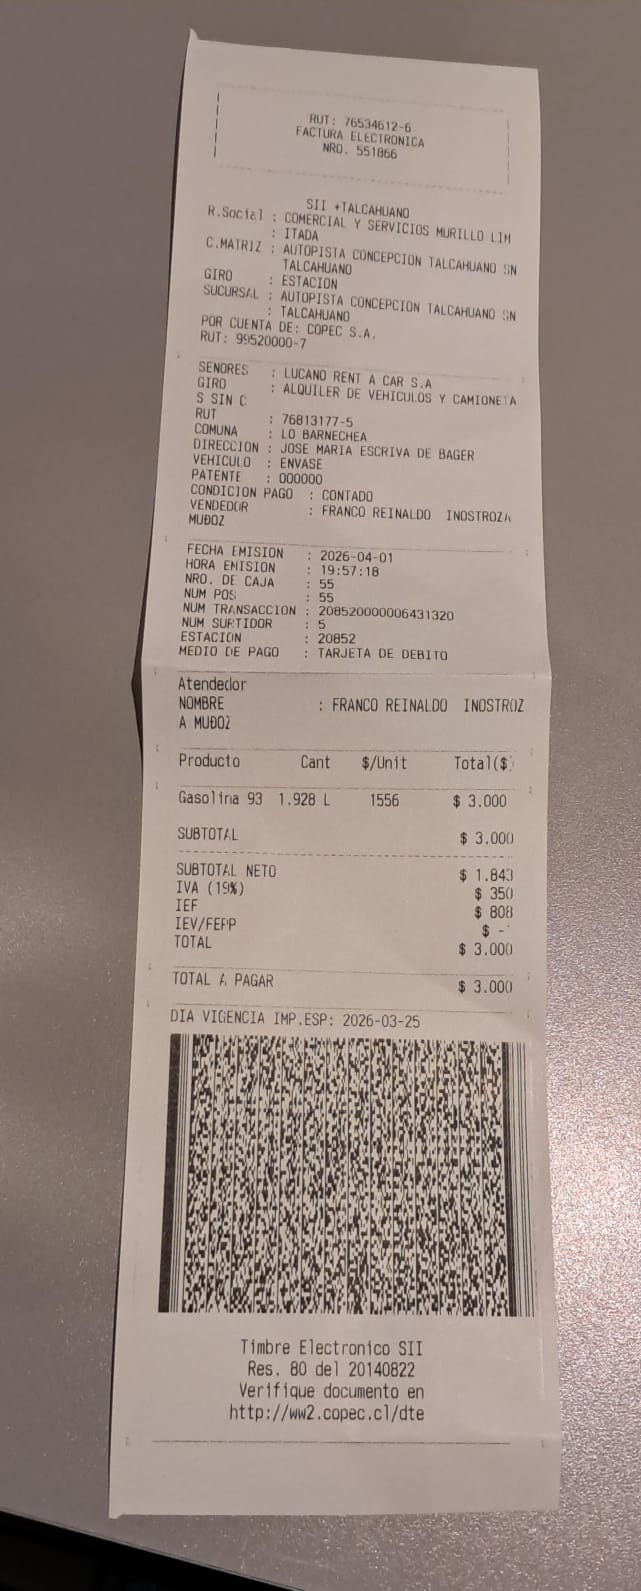 RUT: 76534612-6
FACTURA ELECTRONICA
NRO. 551866
SII +TALCAHUANO
R.Social : COMERCIAL Y SERVICIOS MURILLO LIM
: ITADA
C.MATRIZ : AUTOPISTA CONCEPCION TALCAHUANO SN
TALCAHUANO
GIRO : ESTACION
SUCURSAL : AUTOPISTA CONCEPCION TALCAHUANO SN
: TALCAHUANO
POR CUENTA DE: COPEC S.A.
RUT: 99520000-7
SENORES : LUCANO RENT A CAR S.A
GIRO : ALQUILER DE VEHICULOS Y CAMIONETA
S SIN C
RUT : 76813177-5
COMUNA : LO BARNECHEA
DIRECCION : JOSE MARIA ESCRIVA DE BAGER
VEHICULO : ENVASE
PATENTE : 000000
CONDICION PAGO : CONTADO
VENDEDOR : FRANCO REINALDO INOSTROZA
MUÐOZ
FECHA EMISION : 2026-04-01
HORA EMISION : 19:57:18
NRO. DE CAJA : 55
NUM POS : 55
NUM TRANSACCION : 208520000006431320
NUM SURTIDOR : 5
ESTACION : 20852
MEDIO DE PAGO : TARJETA DE DEBITO
Atendedor
NOMBRE : FRANCO REINALDO INOSTROZ
A MUÐOZ
Producto Cant $/Unit Total($)
Gasolina 93 1.928 L 1556 $ 3.000
SUBTOTAL $ 3.000
SUBTOTAL NETO $ 1.843
IVA (19%) $ 350
IEF $ 808
IEV/FEPP $ -
TOTAL $ 3.000
TOTAL A PAGAR $ 3.000
DIA VIGENCIA IMP.ESP: 2026-03-25
Timbre Electronico SII
Res. 80 del 20140822
Verifique documento en
http://ww2.copec.cl/dte